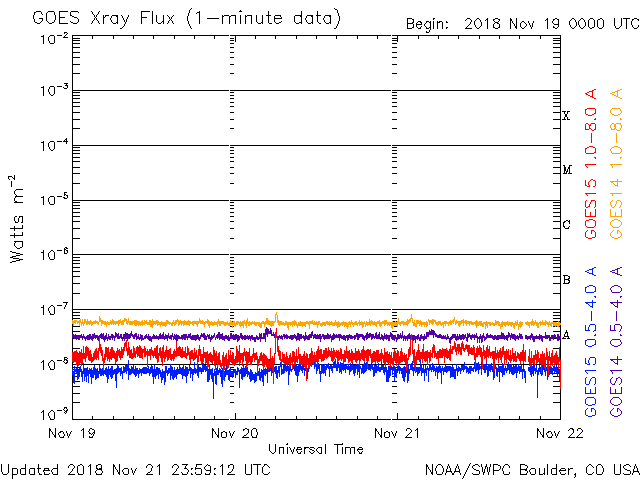 GOES Xray Flux (1-minute data)
Begin: 2018 Nov 19 0000 UTC
10-2
10-3
10-4
10-5
10-6
10-7
10-8
10-9
Watts m-2
X
M
C
B
A
GOES15 1.0-8.0 A
GOES14 1.0-8.0 A
GOES15 0.5-4.0 A
GOES14 0.5-4.0 A
Nov 19
Nov 20
Nov 21
Nov 22
Universal Time
Updated 2018 Nov 21 23:59:12 UTC
NOAA/SWPC Boulder, CO USA